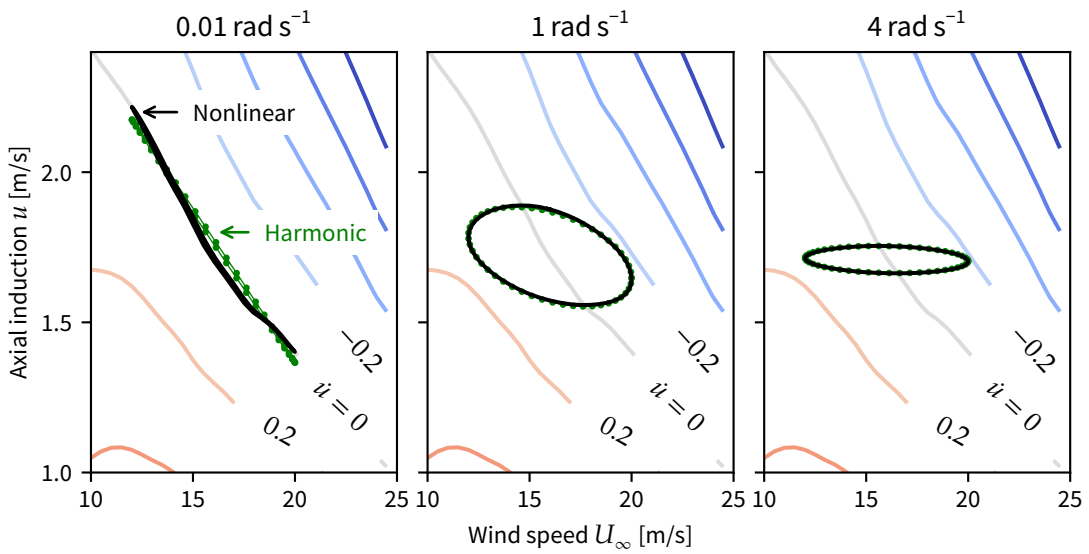 0.01 rad s⁻¹
1 rad s⁻¹
4 rad s⁻¹
Axial induction u [m/s]
2.0
1.5
1.0
Nonlinear
Harmonic
−0.2
u̇ = 0
0.2
−0.2
u̇ = 0
0.2
−0.2
u̇ = 0
0.2
10 15 20 25
10 15 20 25
10 15 20 25
Wind speed U∞ [m/s]